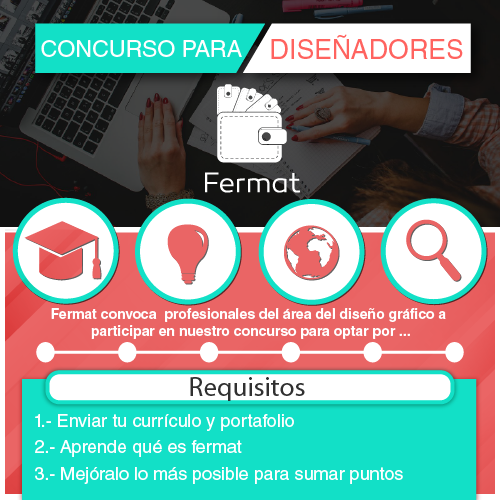 CONCURSO PARA DISEÑADORES
Fermat
Fermat convoca profesionales del área del diseño gráfico a
participar en nuestro concurso para optar por ...
Requisitos
1.- Enviar tu currículo y portafolio
2.- Aprende qué es fermat
3.- Mejóralo lo más posible para sumar puntos